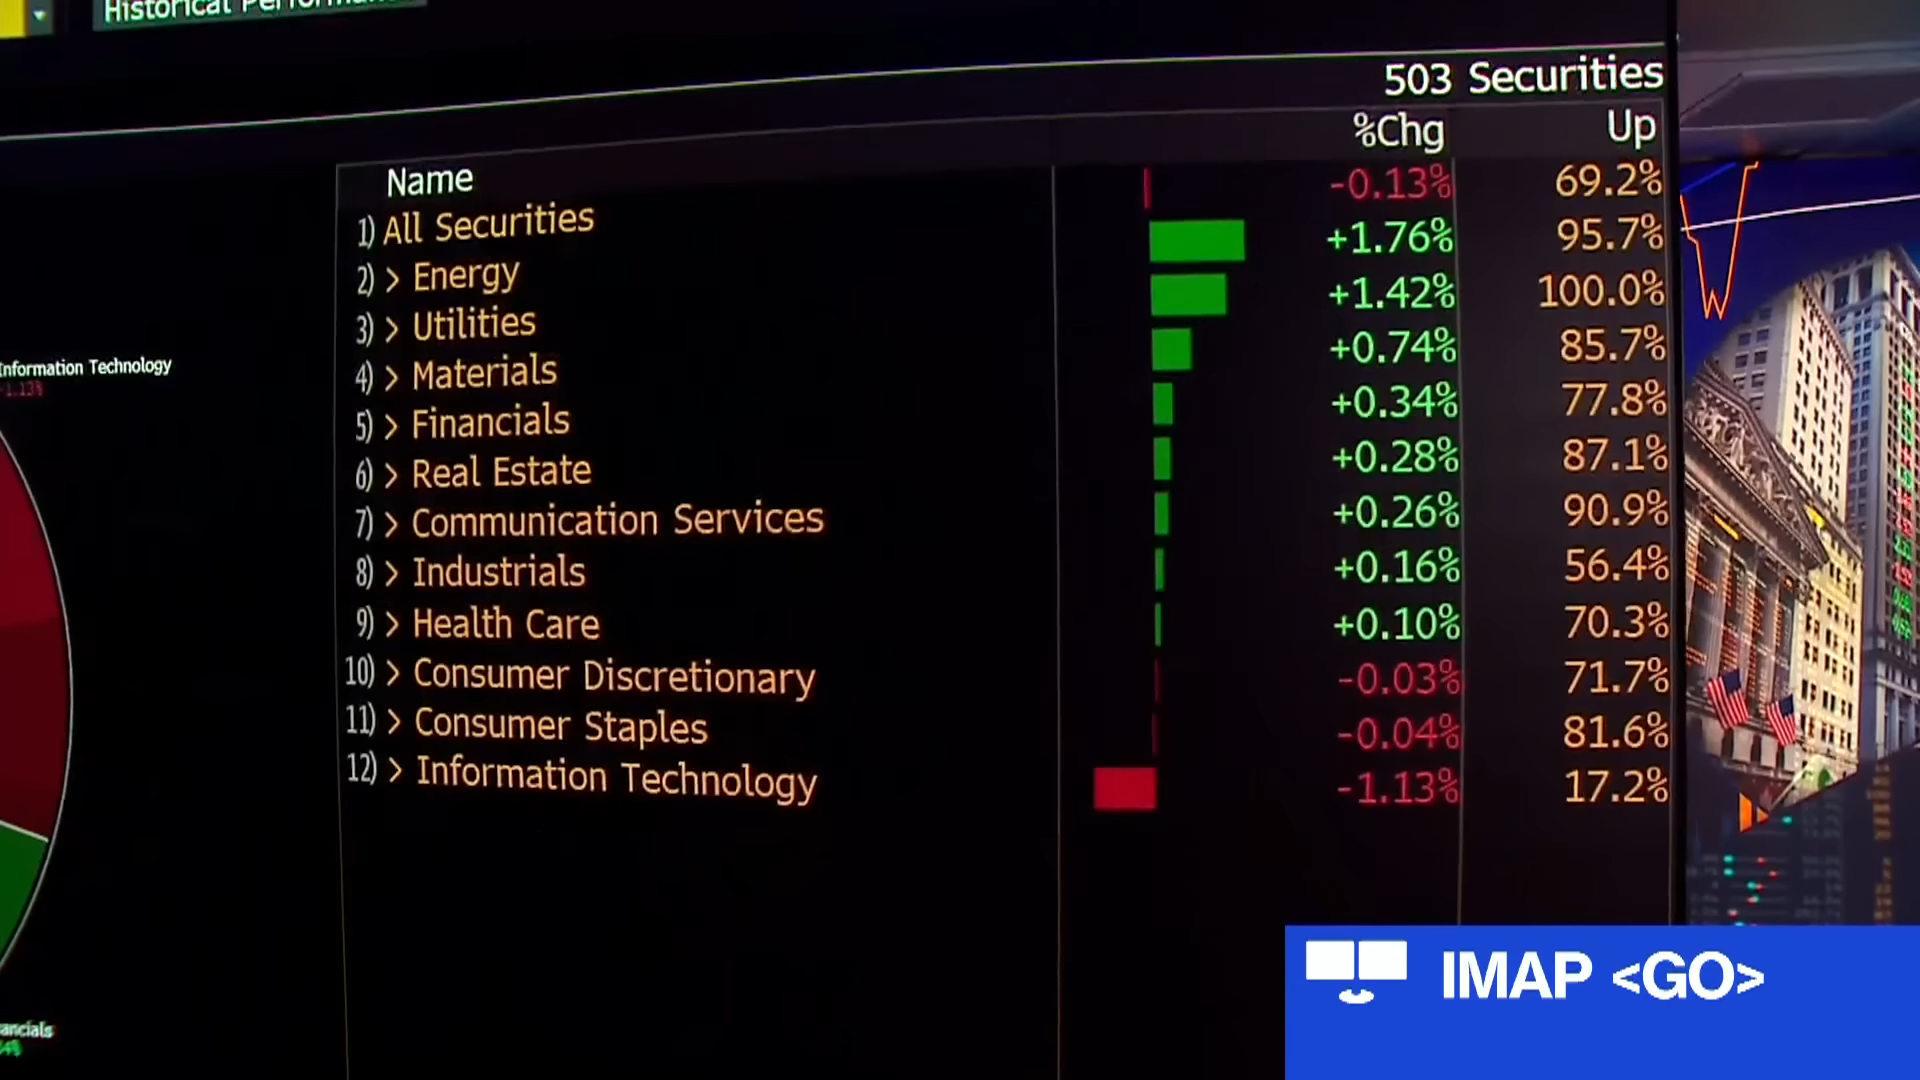 Historical
503 Securities
Name %Chg Up
1) All Securities -0.13% 69.2%
2) > Energy +1.76% 95.7%
3) > Utilities +1.42% 100.0%
4) > Materials +0.74% 85.7%
5) > Financials +0.34% 77.8%
6) > Real Estate +0.28% 87.1%
7) > Communication Services +0.26% 90.9%
8) > Industrials +0.16% 56.4%
9) > Health Care +0.10% 70.3%
10) > Consumer Discretionary -0.03% 71.7%
11) > Consumer Staples -0.04% 81.6%
12) > Information Technology -1.13% 17.2%
Information Technology
-1.13%
IMAP <GO>